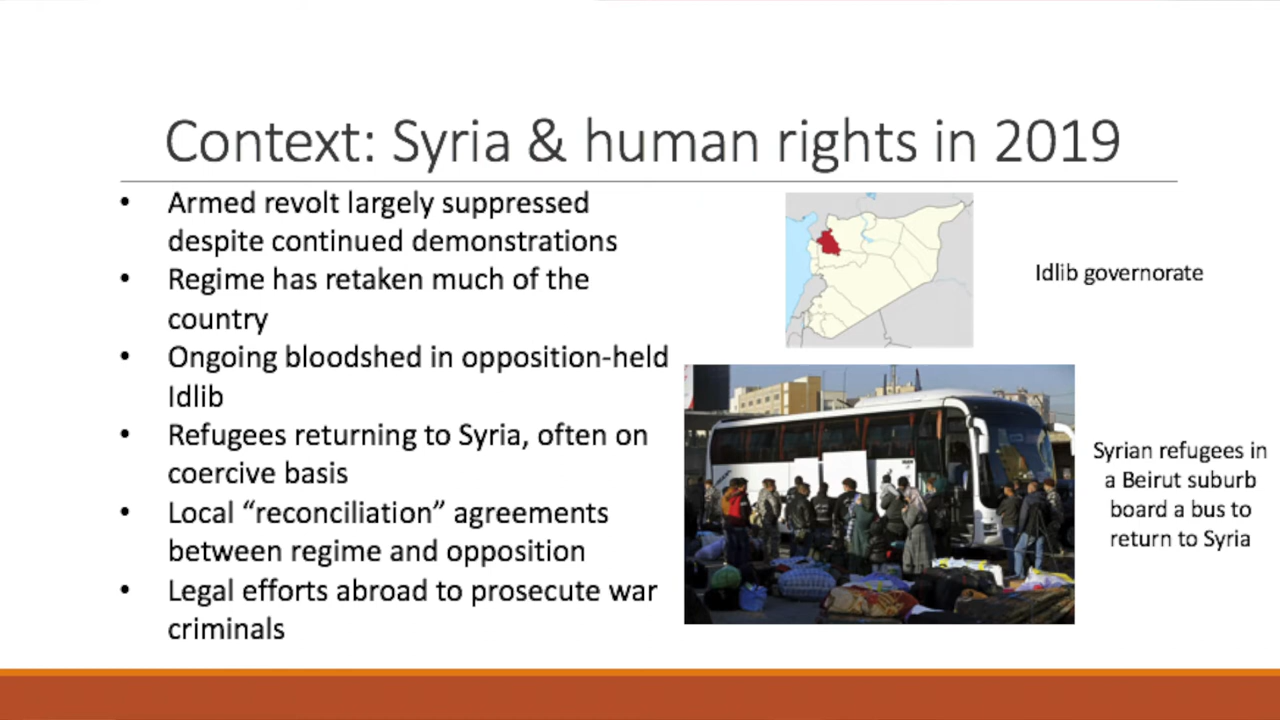 Context: Syria & human rights in 2019
• Armed revolt largely suppressed
despite continued demonstrations
• Regime has retaken much of the
country
• Ongoing bloodshed in opposition-held
Idlib
• Refugees returning to Syria, often on
coercive basis
• Local “reconciliation” agreements
between regime and opposition
• Legal efforts abroad to prosecute war
criminals
Idlib governorate
Syrian refugees in
a Beirut suburb
board a bus to
return to Syria